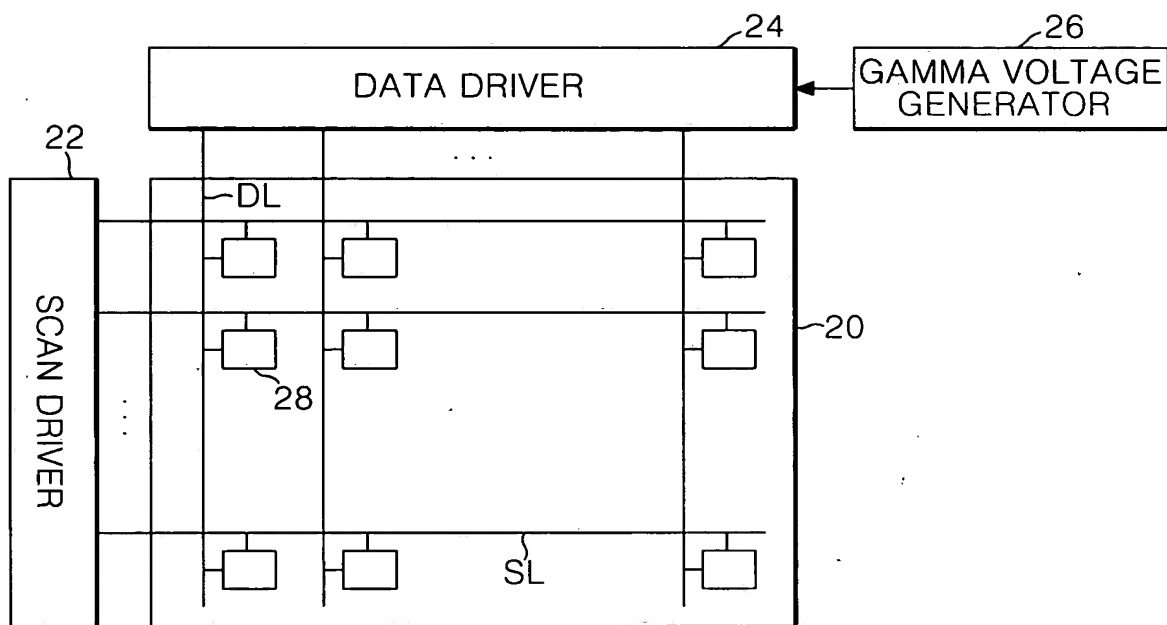 24
26
DATA DRIVER
GAMMA VOLTAGE
GENERATOR
22
. . .
DL
SCAN DRIVER
. . .
20
28
SL